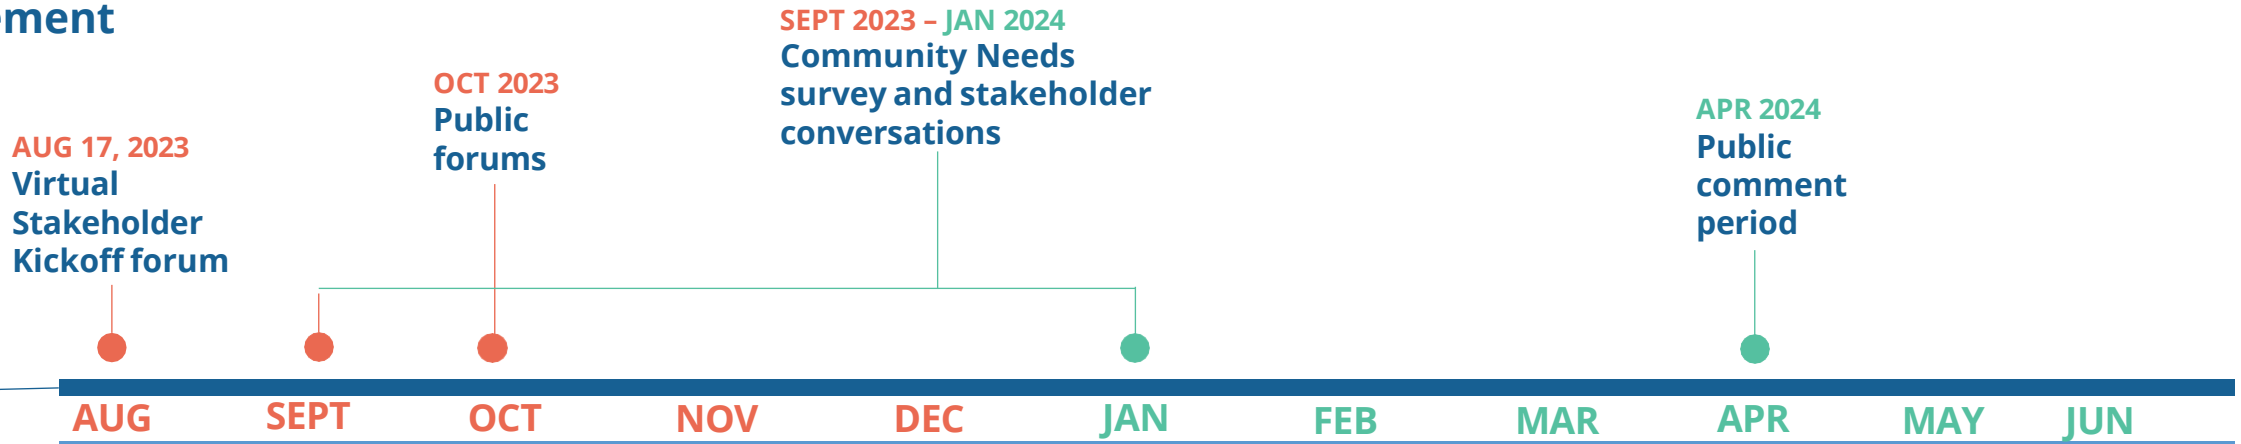 ement
AUG 17, 2023
Virtual
Stakeholder
Kickoff forum
OCT 2023
Public
forums
SEPT 2023 – JAN 2024
Community Needs
survey and stakeholder
conversations
APR 2024
Public
comment
period
AUG SEPT OCT NOV DEC JAN FEB MAR APR MAY JUN